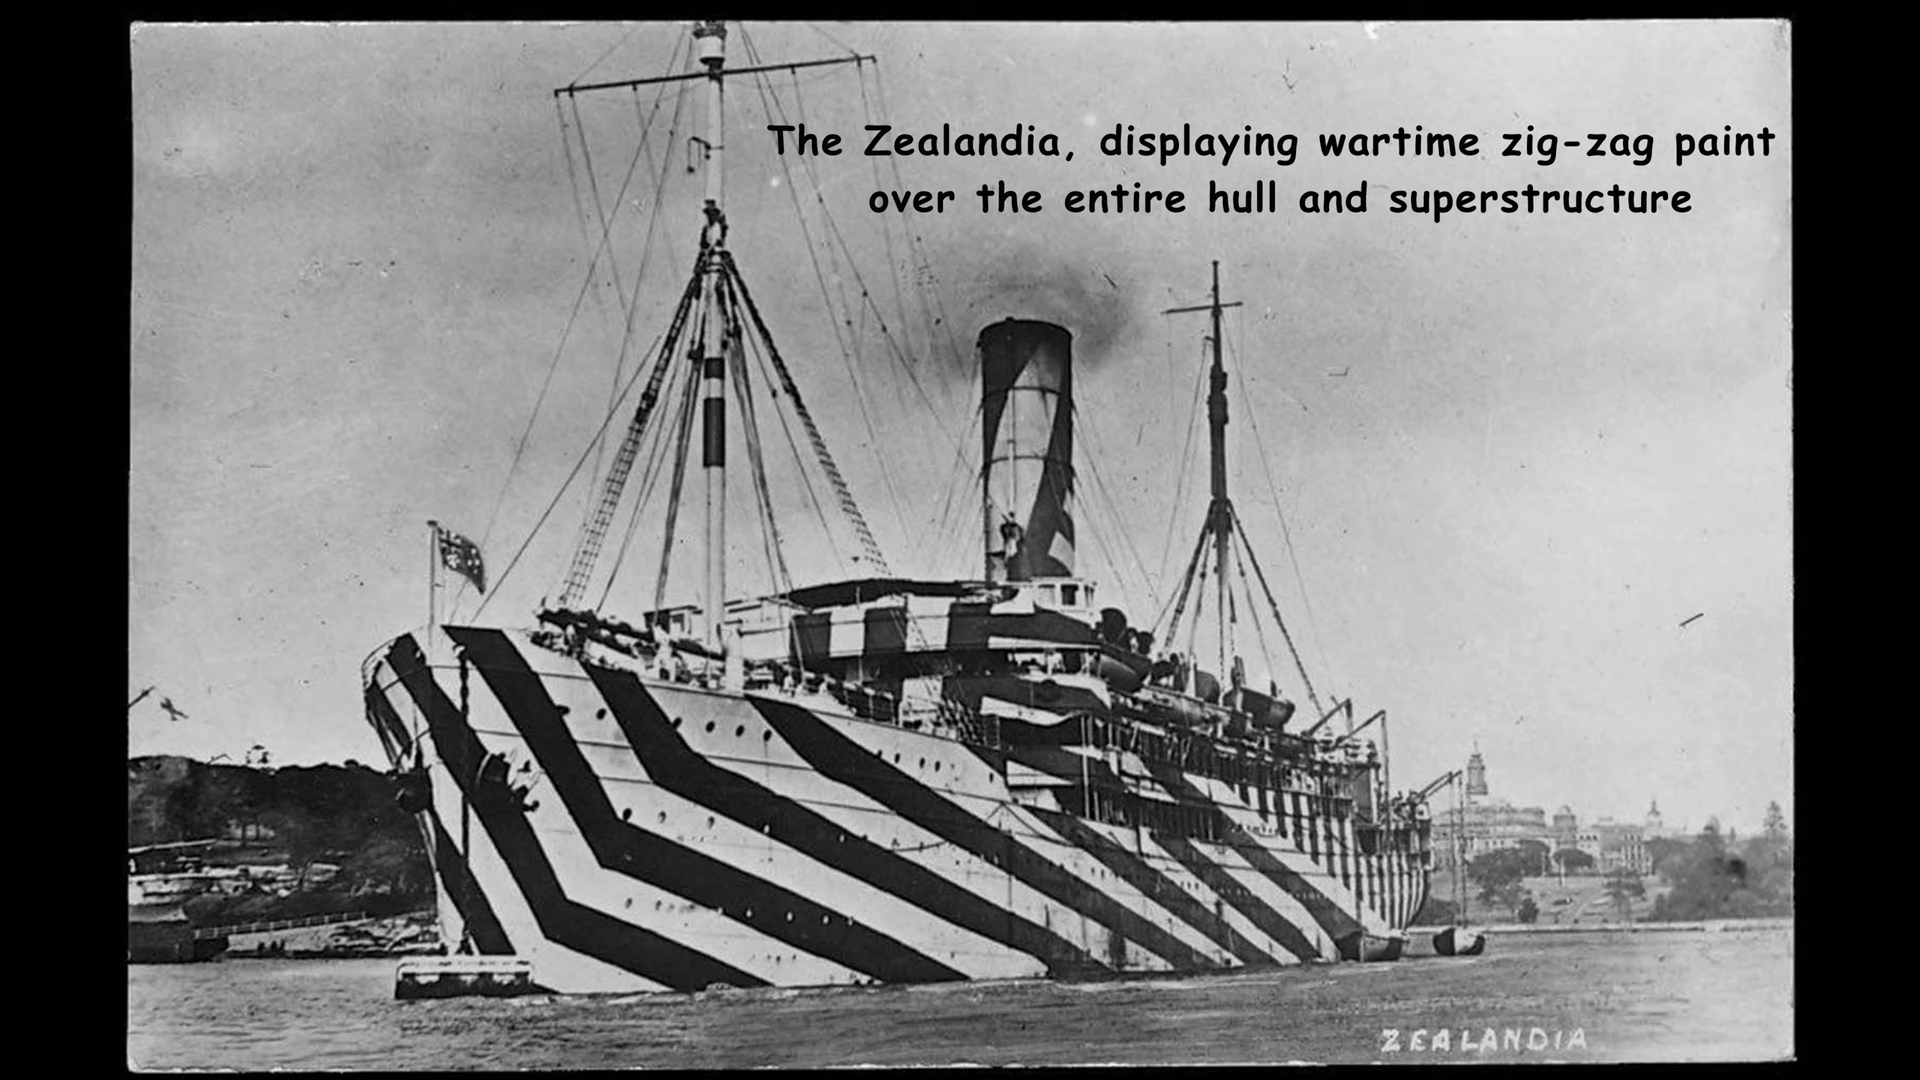 The Zealandia, displaying wartime zig-zag paint
over the entire hull and superstructure
ZEALANDIA